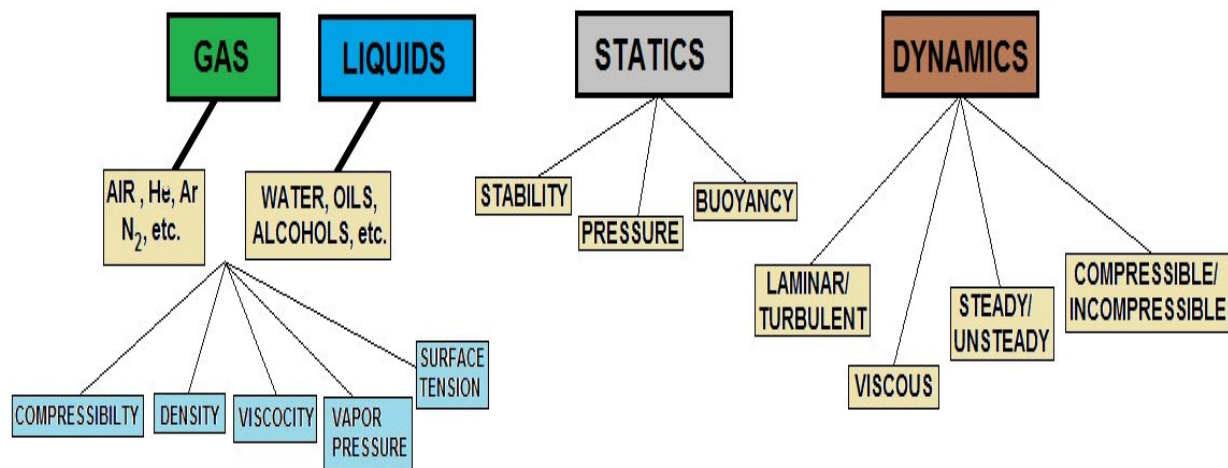 GAS
LIQUIDS
STATICS
DYNAMICS
AIR , He, Ar
N₂, etc.
WATER, OILS,
ALCOHOLS, etc.
STABILITY
PRESSURE
BUOYANCY
LAMINAR/
TURBULENT
VISCOUS
STEADY/
UNSTEADY
COMPRESSIBLE/
INCOMPRESSIBLE
COMPRESSIBILTY
DENSITY
VISCOCITY
VAPOR
PRESSURE
SURFACE
TENSION